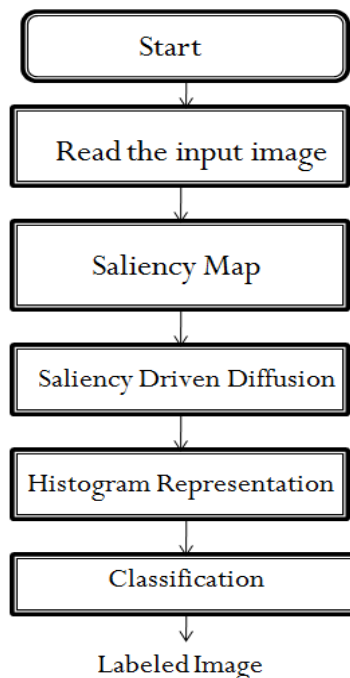 Start
Read the input image
Saliency Map
Saliency Driven Diffusion
Histogram Representation
Classification
Labeled Image